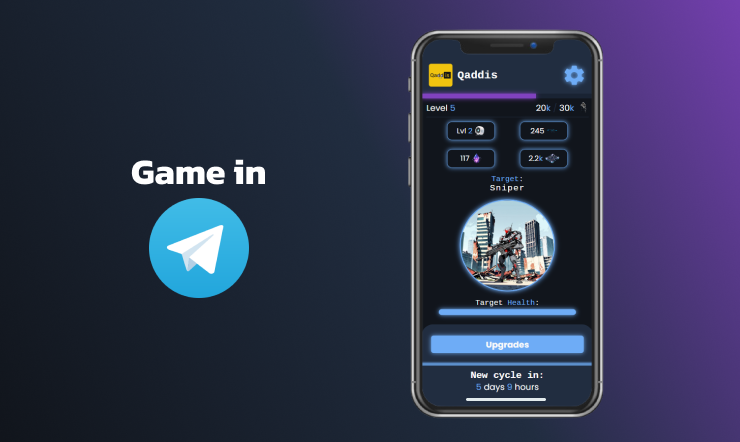 Game in
Qaddis
Level 5
20k / 30k
Lvl 2
245
117
2.2k
Target:
Sniper
Target Health:
Upgrades
New cycle in:
5 days 9 hours